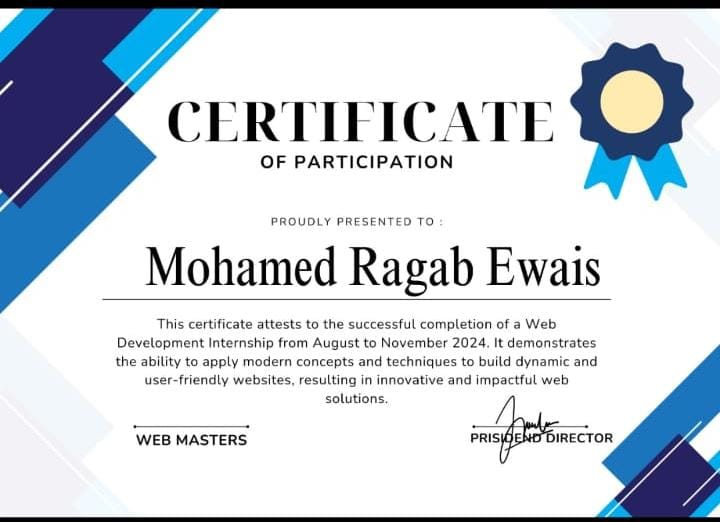 CERTIFICATE
OF PARTICIPATION
PROUDLY PRESENTED TO :
Mohamed Ragab Ewais
This certificate attests to the successful completion of a Web
Development Internship from August to November 2024. It demonstrates
the ability to apply modern concepts and techniques to build dynamic and
user-friendly websites, resulting in innovative and impactful web
solutions.
WEB MASTERS
PRISIDEND DIRECTOR